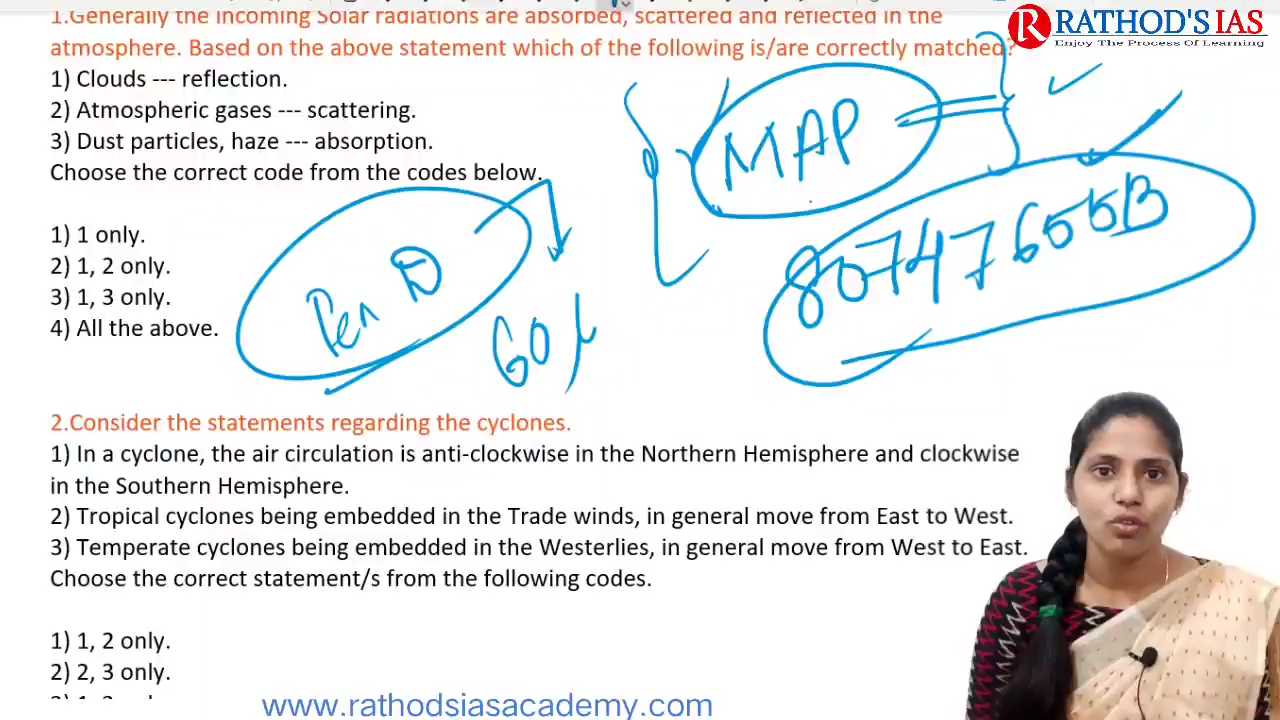 1.Generally the incoming Solar radiations are absorbed, scattered and reflected in the
atmosphere. Based on the above statement which of the following is/are correctly matched?
RATHOD'S IAS
Enjoy The Process Of Learning
1) Clouds --- reflection.
2) Atmospheric gases --- scattering.
3) Dust particles, haze --- absorption.
Choose the correct code from the codes below.
MAP
1) 1 only.
2) 1, 2 only.
3) 1, 3 only.
4) All the above.
Pen D
2.Consider the statements regarding the cyclones.
1) In a cyclone, the air circulation is anti-clockwise in the Northern Hemisphere and clockwise
in the Southern Hemisphere.
2) Tropical cyclones being embedded in the Trade winds, in general move from East to West.
3) Temperate cyclones being embedded in the Westerlies, in general move from West to East.
Choose the correct statement/s from the following codes.
1) 1, 2 only.
2) 2, 3 only.
www.rathodsiasacademy.com